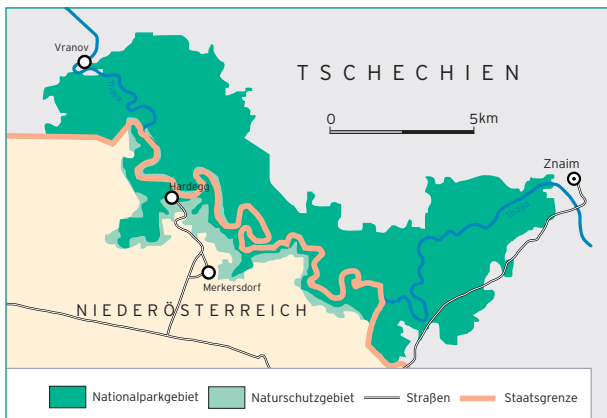 Vranov
Thaya
TSCHECHIEN
0 5km
Znaim
Thaya
Hardegg
Merkersdorf
NIEDERÖSTERREICH
Nationalparkgebiet Naturschutzgebiet Straßen Staatsgrenze